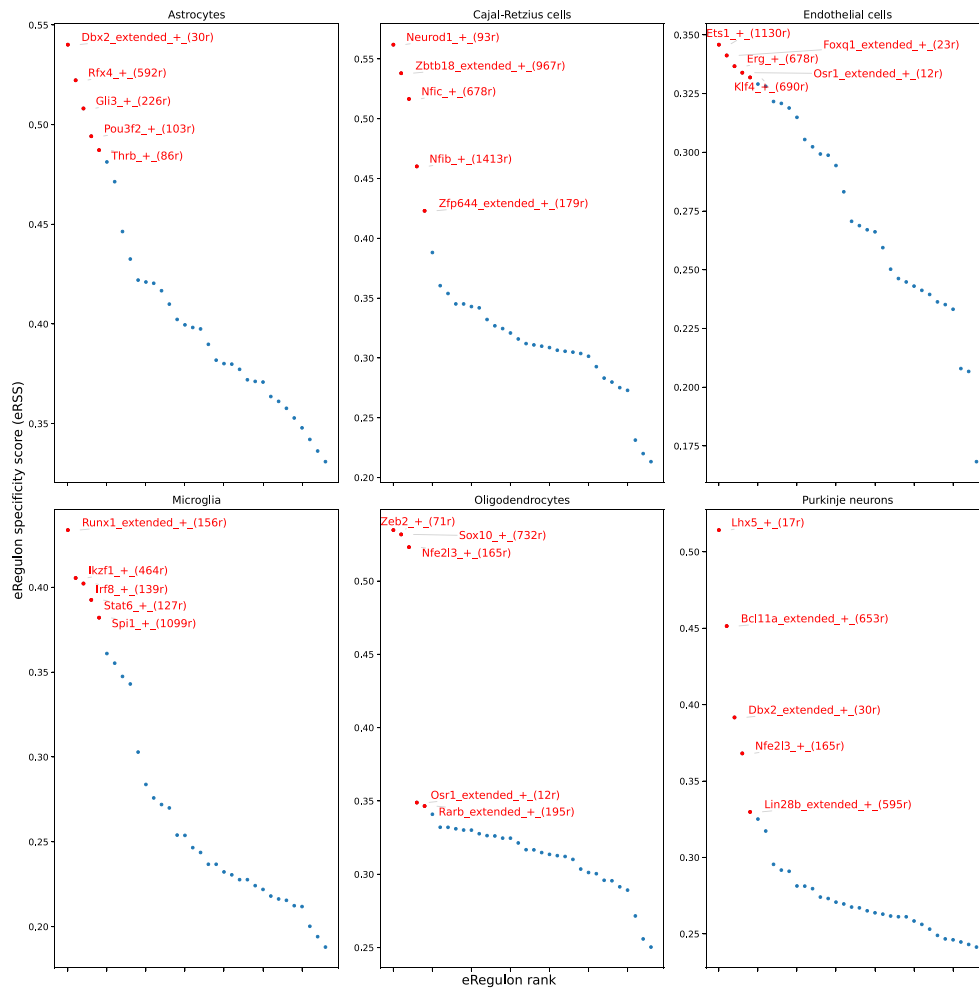 Astrocytes
Cajal-Retzius cells
Endothelial cells
0.55
0.50
0.45
0.40
0.35
Dbx2_extended_+_(30r)
Rfx4_+_(592r)
Gli3_+_(226r)
Pou3f2_+_(103r)
Thrb_+_(86r)
0.55
0.50
0.45
0.40
0.35
0.30
0.25
0.20
Neurod1_+_(93r)
Zbtb18_extended_+_(967r)
Nfic_+_(678r)
Nfib_+_(1413r)
Zfp644_extended_+_(179r)
0.350
0.325
0.300
0.275
0.250
0.225
0.200
0.175
Ets1_+_(1130r)
Foxq1_extended_+_(23r)
Erg_+_(678r)
Osr1_extended_+_(12r)
Klf4_+_(690r)
eRegulon specificity score (eRSS)
Microglia
Oligodendrocytes
Purkinje neurons
0.40
0.35
0.30
0.25
0.20
Runx1_extended_+_(156r)
Ikzf1_+_(464r)
Irf8_+_(139r)
Stat6_+_(127r)
Spi1_+_(1099r)
0.50
0.45
0.40
0.35
0.30
0.25
Zeb2_+_(71r)
Sox10_+_(732r)
Nfe2l3_+_(165r)
Osr1_extended_+_(12r)
Rarb_extended_+_(195r)
0.50
0.45
0.40
0.35
0.30
0.25
Lhx5_+_(17r)
Bcl11a_extended_+_(653r)
Dbx2_extended_+_(30r)
Nfe2l3_+_(165r)
Lin28b_extended_+_(595r)
eRegulon rank